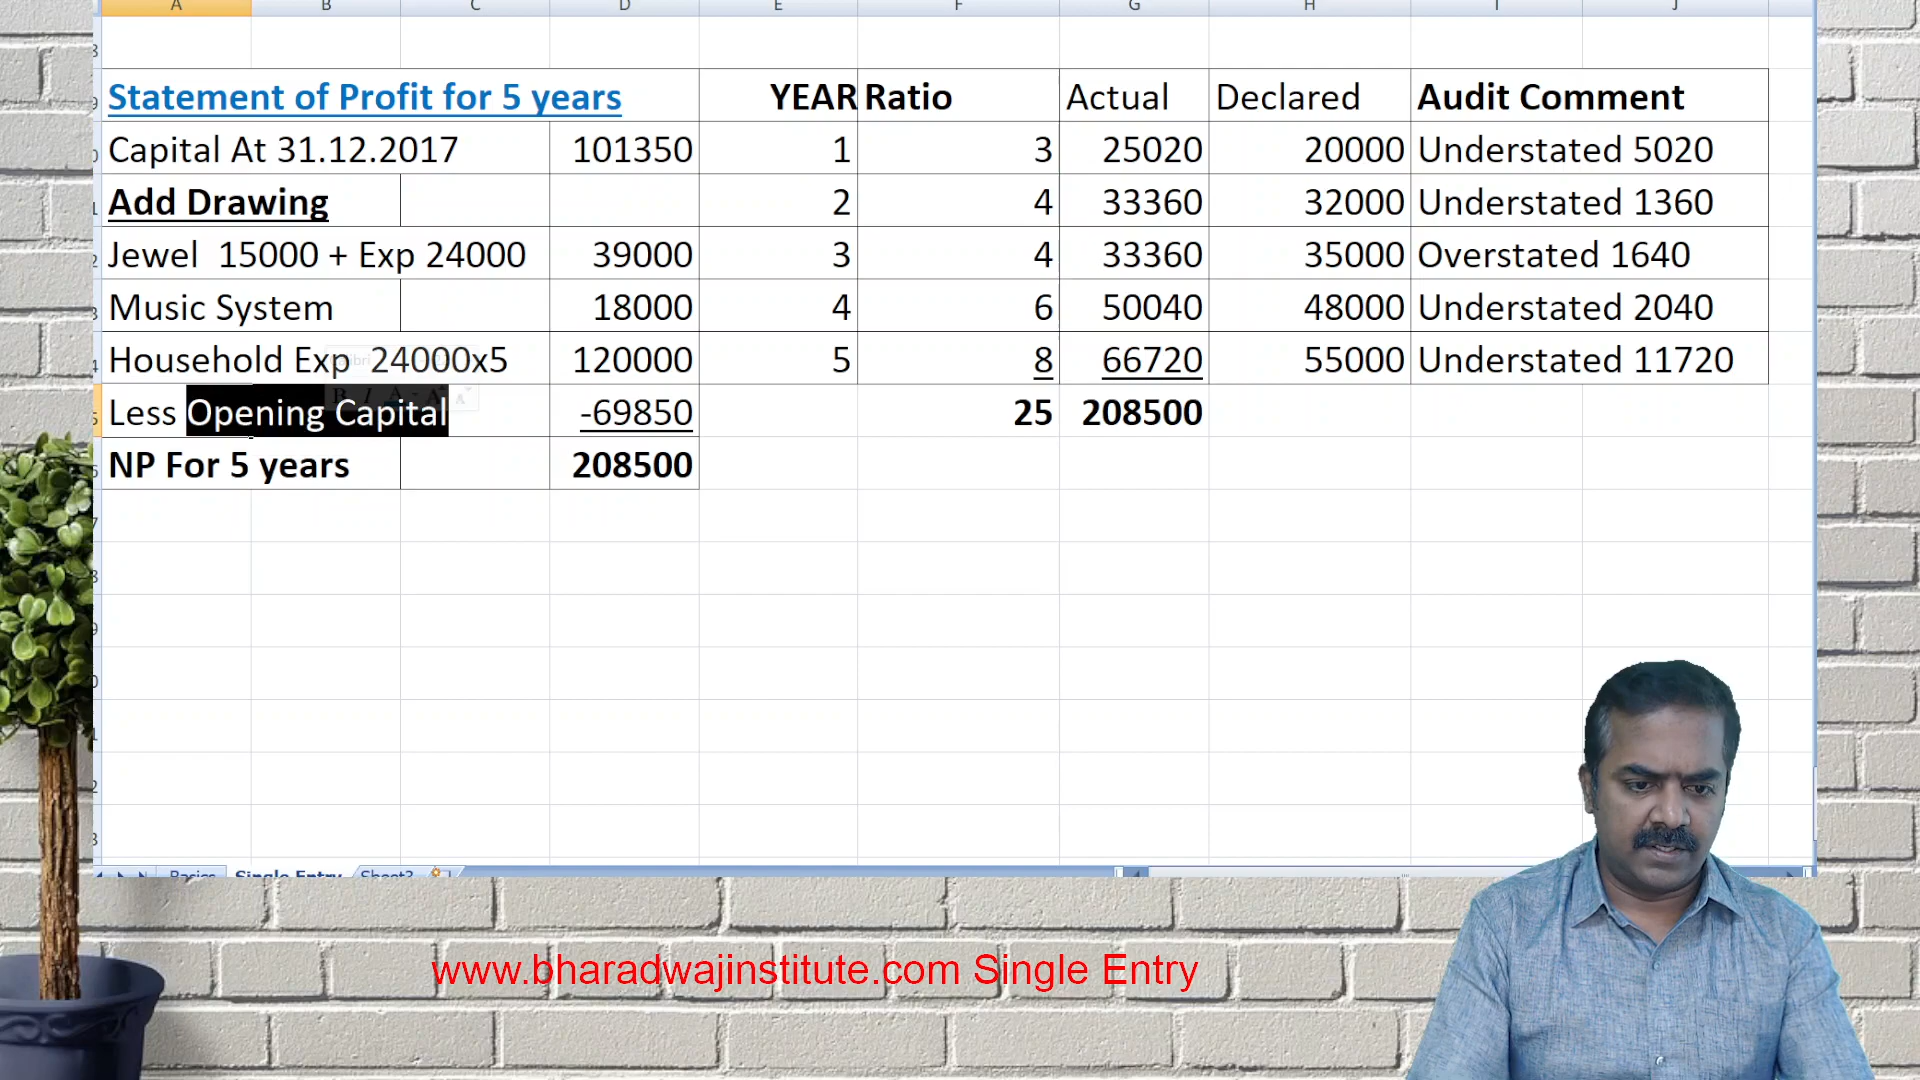 A B C D E F G H I J
Statement of Profit for 5 years YEAR Ratio Actual Declared Audit Comment
Capital At 31.12.2017 101350 1 3 25020 20000 Understated 5020
Add Drawing 2 4 33360 32000 Understated 1360
Jewel 15000 + Exp 24000 39000 3 4 33360 35000 Overstated 1640
Music System 18000 4 6 50040 48000 Understated 2040
Household Exp 24000x5 120000 5 8 66720 55000 Understated 11720
Less Opening Capital -69850 25 208500
NP For 5 years 208500
Basics Single Entry Sheet3
www.bharadwajinstitute.com Single Entry